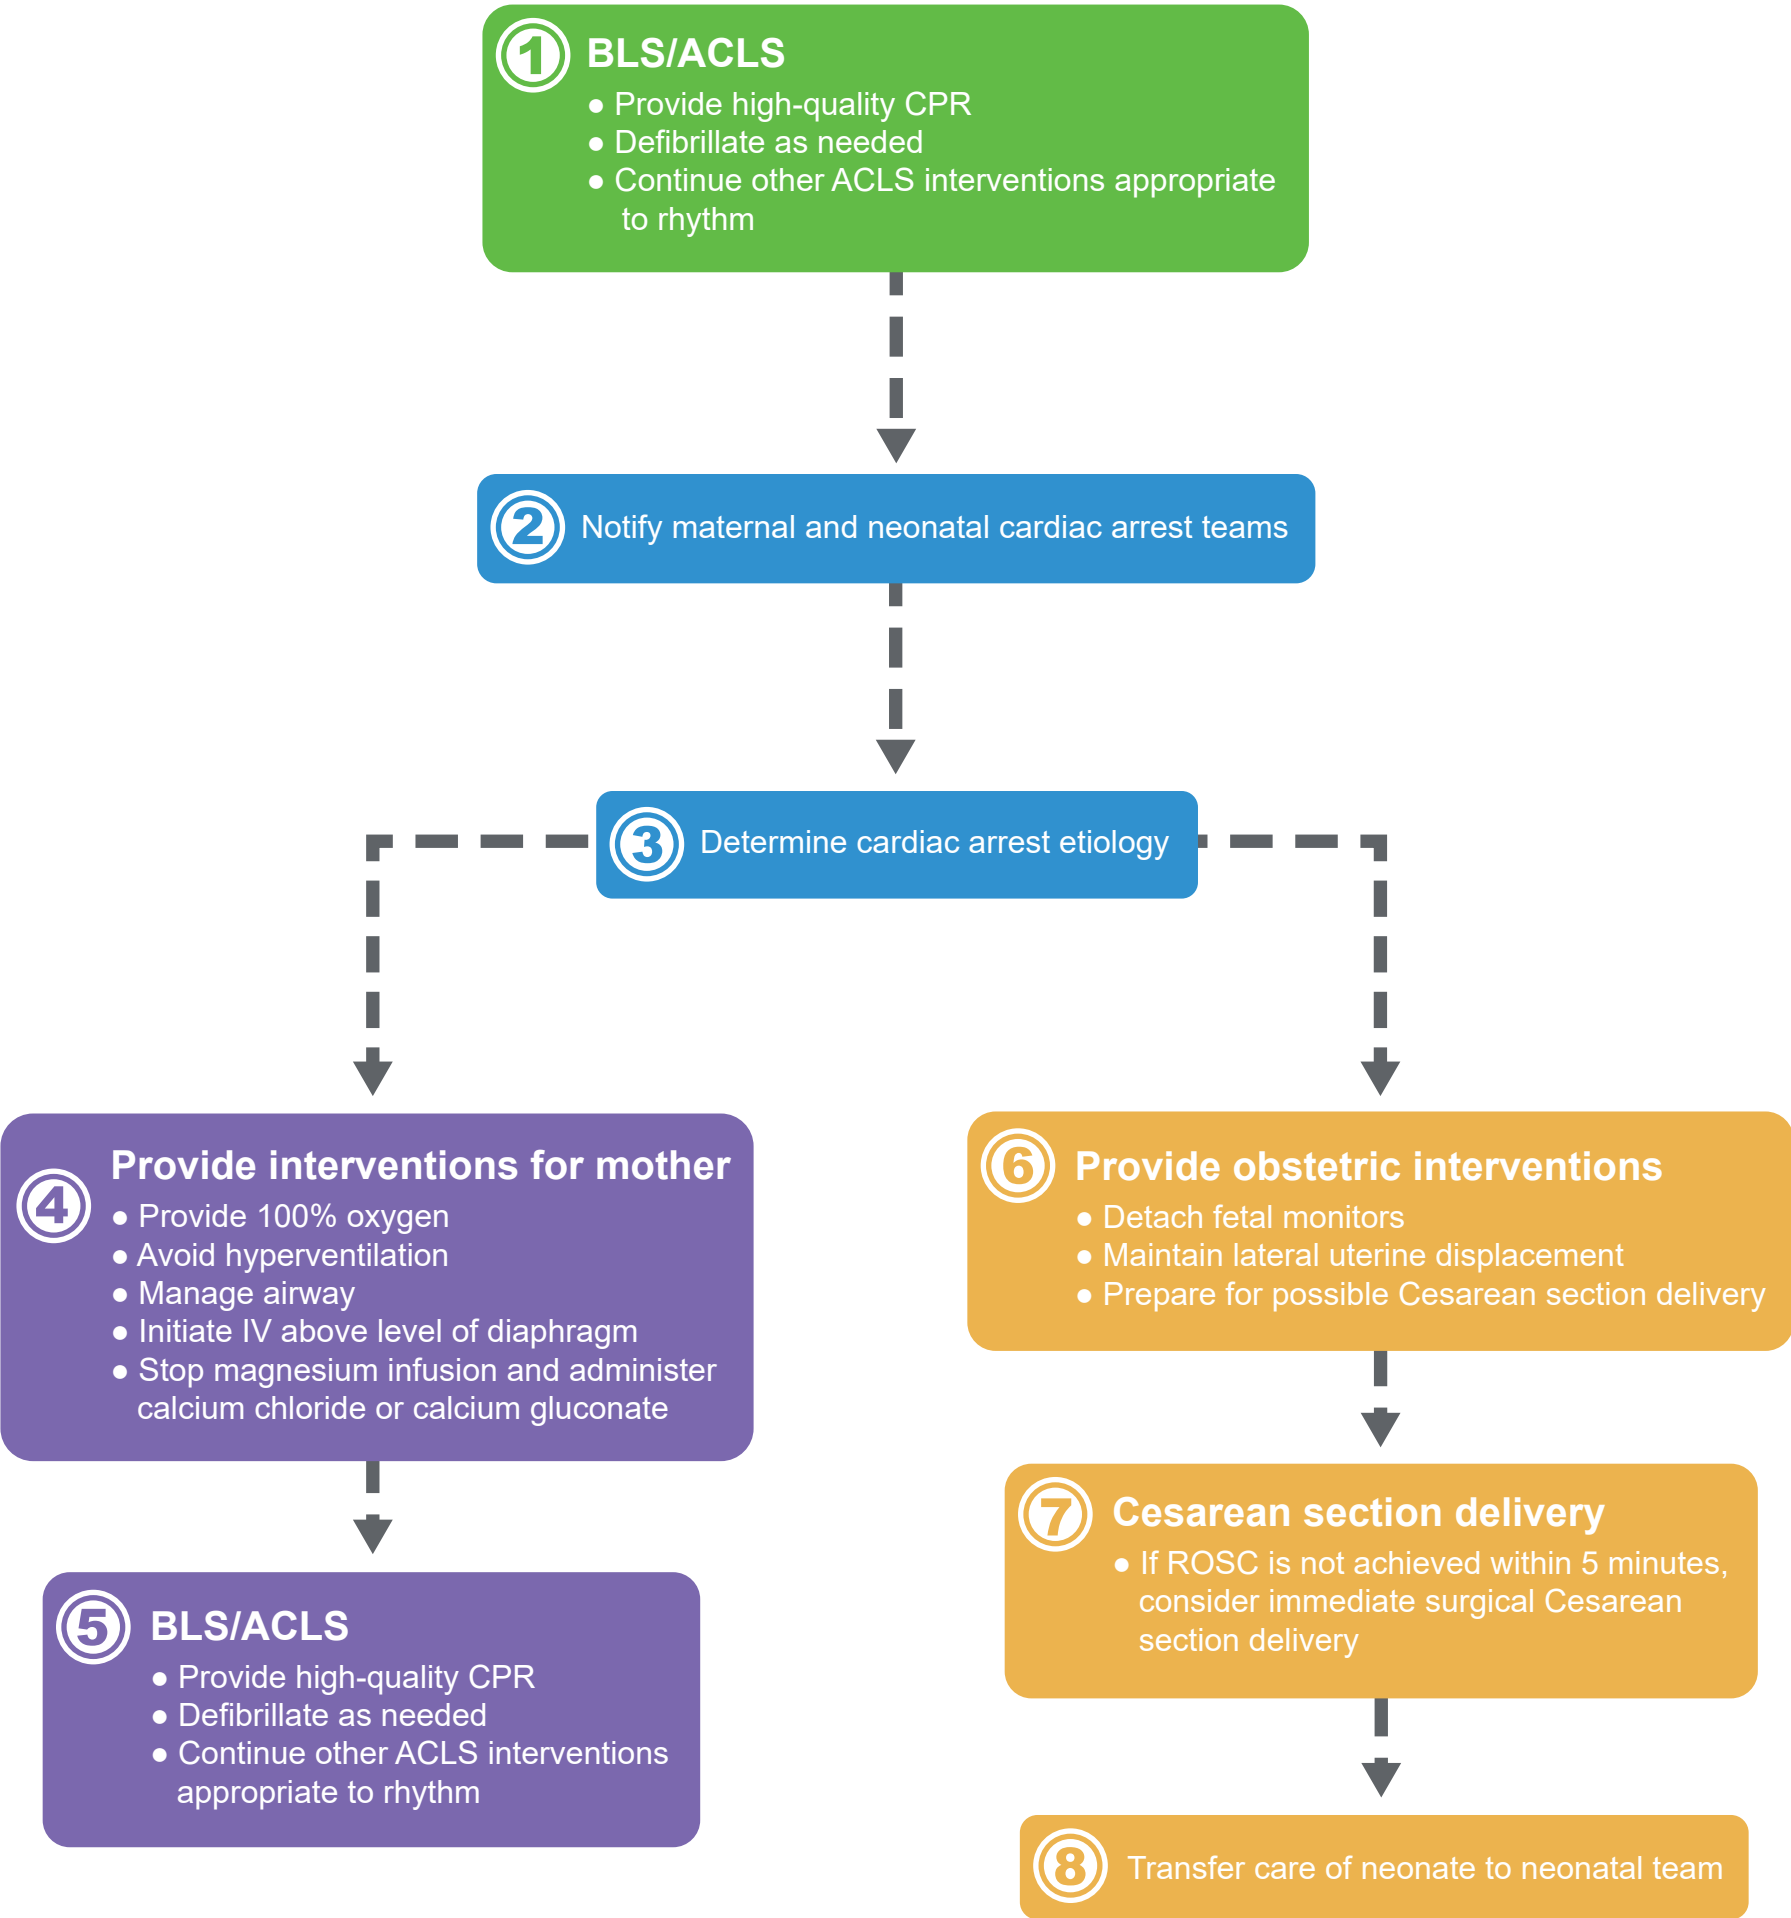 1 BLS/ACLS
● Provide high-quality CPR
● Defibrillate as needed
● Continue other ACLS interventions appropriate
to rhythm
2 Notify maternal and neonatal cardiac arrest teams
3 Determine cardiac arrest etiology
4 Provide interventions for mother
● Provide 100% oxygen
● Avoid hyperventilation
● Manage airway
● Initiate IV above level of diaphragm
● Stop magnesium infusion and administer
calcium chloride or calcium gluconate
5 BLS/ACLS
● Provide high-quality CPR
● Defibrillate as needed
● Continue other ACLS interventions
appropriate to rhythm
6 Provide obstetric interventions
● Detach fetal monitors
● Maintain lateral uterine displacement
● Prepare for possible Cesarean section delivery
7 Cesarean section delivery
● If ROSC is not achieved within 5 minutes,
consider immediate surgical Cesarean
section delivery
8 Transfer care of neonate to neonatal team